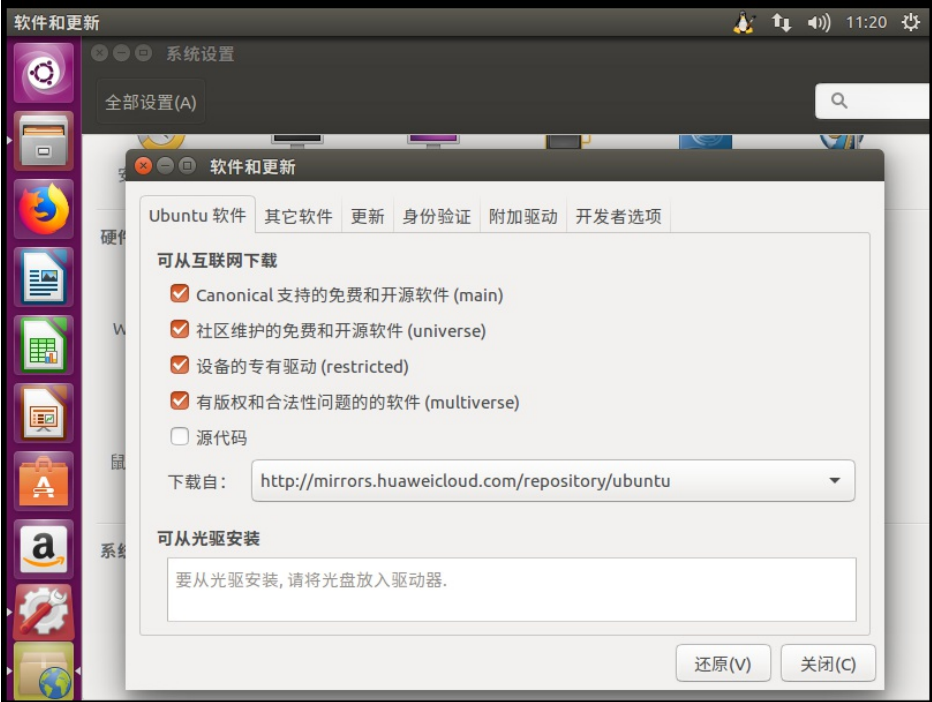 软件和更新
11:20
系统设置
全部设置(A)
软件和更新
Ubuntu 软件 其它软件 更新 身份验证 附加驱动 开发者选项
硬件
可从互联网下载
Canonical 支持的免费和开源软件 (main)
社区维护的免费和开源软件 (universe)
W
设备的专有驱动 (restricted)
有版权和合法性问题的的软件 (multiverse)
源代码
鼠
下载自: http://mirrors.huaweicloud.com/repository/ubuntu
可从光驱安装
系统
要从光驱安装, 请将光盘放入驱动器.
还原(V) 关闭(C)